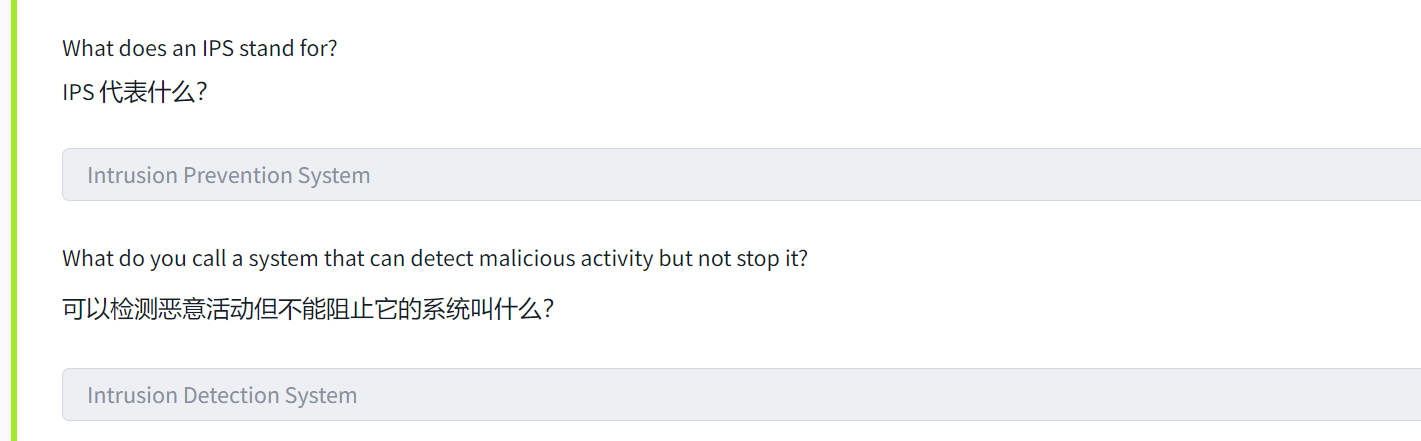 What does an IPS stand for?
IPS 代表什么？
Intrusion Prevention System
What do you call a system that can detect malicious activity but not stop it?
可以检测恶意活动但不能阻止它的系统叫什么？
Intrusion Detection System